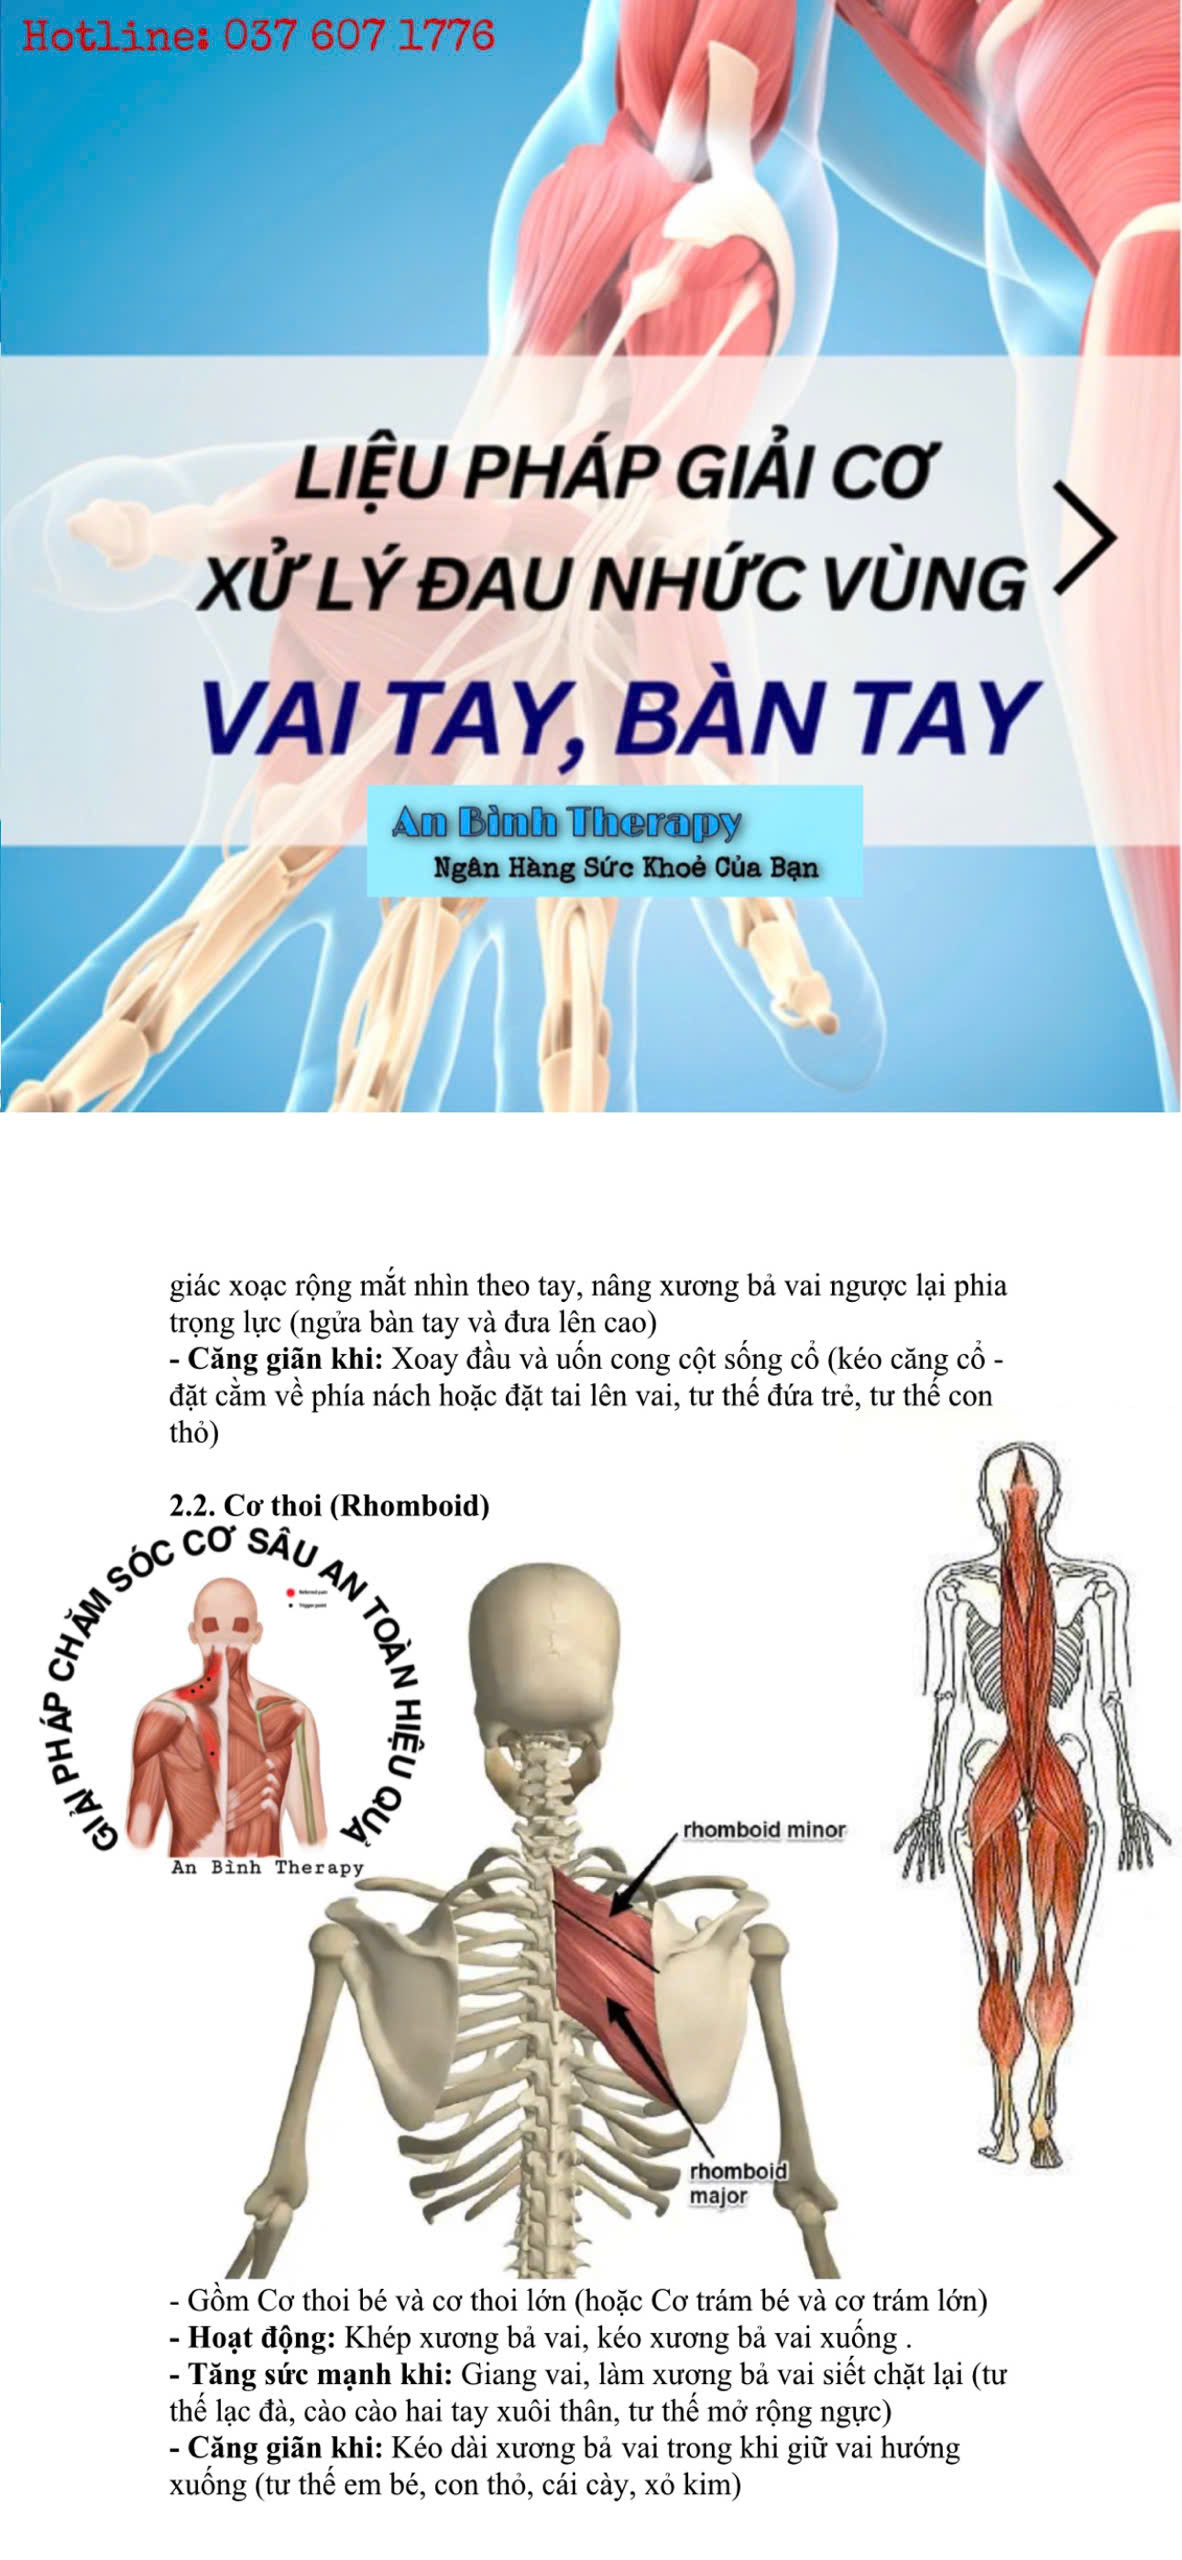 Hotline: 037 607 1776
LIỆU PHÁP GIẢI CƠ
XỬ LÝ ĐAU NHỨC VÙNG
VAI TAY, BÀN TAY
An Bình Therapy
Ngân Hàng Sức Khoẻ Của Bạn
giác xoạc rộng mắt nhìn theo tay, nâng xương bả vai ngược lại phia
trọng lực (ngửa bàn tay và đưa lên cao)
- Căng giãn khi: Xoay đầu và uốn cong cột sống cổ (kéo căng cổ -
đặt cằm về phía nách hoặc đặt tai lên vai, tư thế đứa trẻ, tư thế con
thỏ)
2.2. Cơ thoi (Rhomboid)
GIẢI PHÁP CHĂM SÓC CƠ SÂU AN TOÀN HIỆU QUẢ
Referred pain
Trigger point
An Bình Therapy
rhomboid minor
rhomboid
major
- Gồm Cơ thoi bé và cơ thoi lớn (hoặc Cơ trám bé và cơ trám lớn)
- Hoạt động: Khép xương bả vai, kéo xương bả vai xuống .
- Tăng sức mạnh khi: Giang vai, làm xương bả vai siết chặt lại (tư
thế lạc đà, cào cào hai tay xuôi thân, tư thế mở rộng ngực)
- Căng giãn khi: Kéo dài xương bả vai trong khi giữ vai hướng
xuống (tư thế em bé, con thỏ, cái cày, xỏ kim)